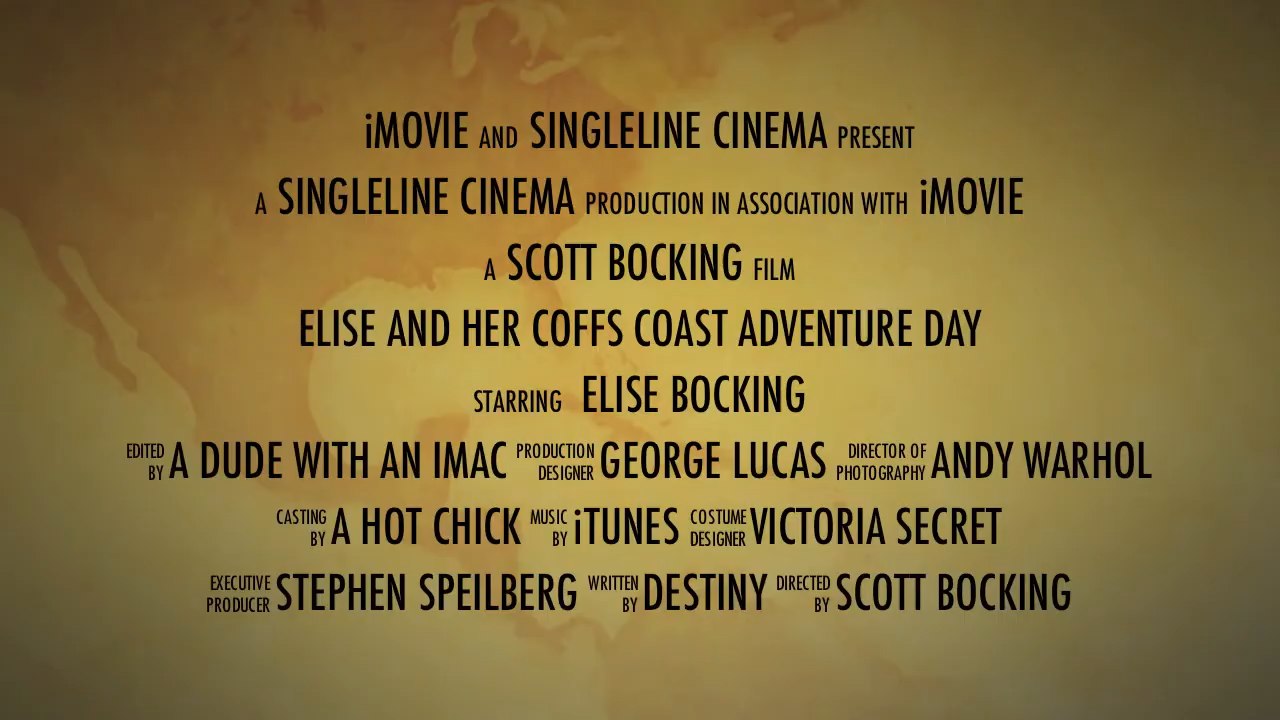 iMOVIE AND SINGLELINE CINEMA PRESENT
A SINGLELINE CINEMA PRODUCTION IN ASSOCIATION WITH iMOVIE
A SCOTT BOCKING FILM
ELISE AND HER COFFS COAST ADVENTURE DAY
STARRING ELISE BOCKING
EDITED BY A DUDE WITH AN IMAC PRODUCTION DESIGNER GEORGE LUCAS DIRECTOR OF PHOTOGRAPHY ANDY WARHOL
CASTING BY A HOT CHICK MUSIC BY iTUNES COSTUME DESIGNER VICTORIA SECRET
EXECUTIVE PRODUCER STEPHEN SPEILBERG WRITTEN BY DESTINY DIRECTED BY SCOTT BOCKING